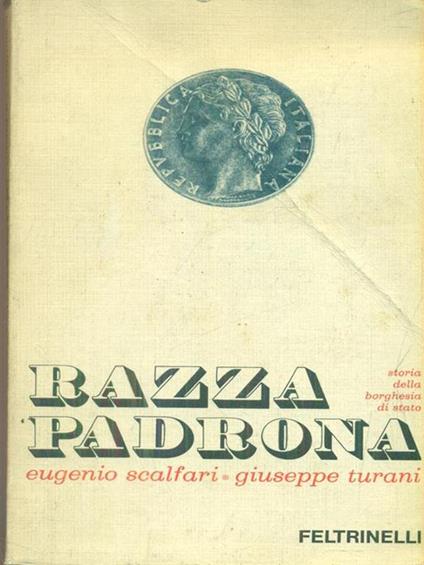 REPVBBLICA ITALIANA
RAZZA
storia
della
borghesia
di stato
PADRONA
eugenio scalfari • giuseppe turani
FELTRINELLI